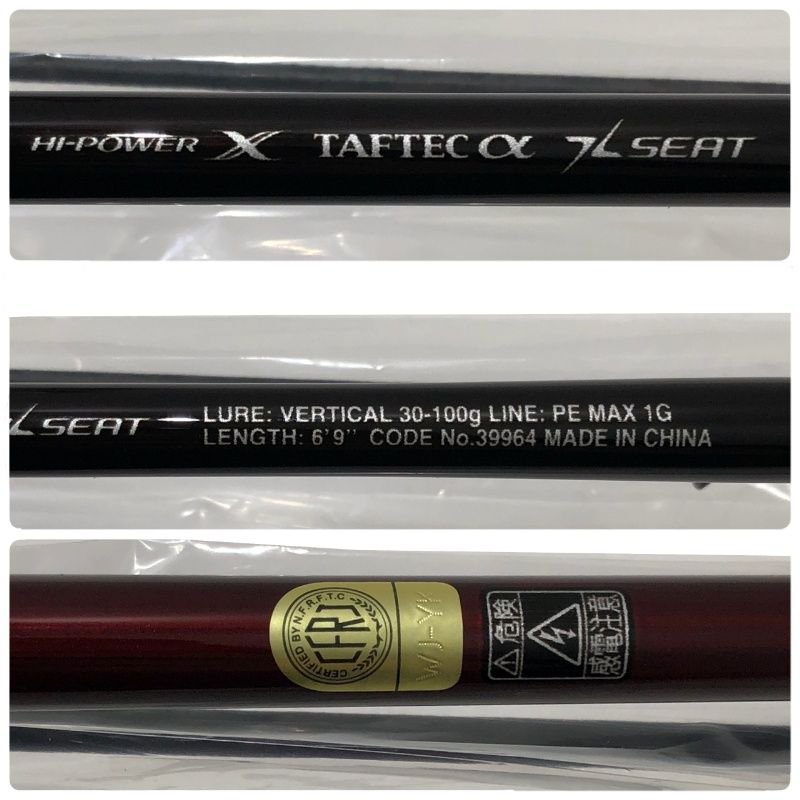 HI-POWER X TAFTEC α SEAT
SEAT
LURE: VERTICAL 30-100g LINE: PE MAX 1G
LENGTH: 6'9" CODE No.39964 MADE IN CHINA
CERTIFIED BY N.F.R.F.T.C
CFRJ
危険
感電注意